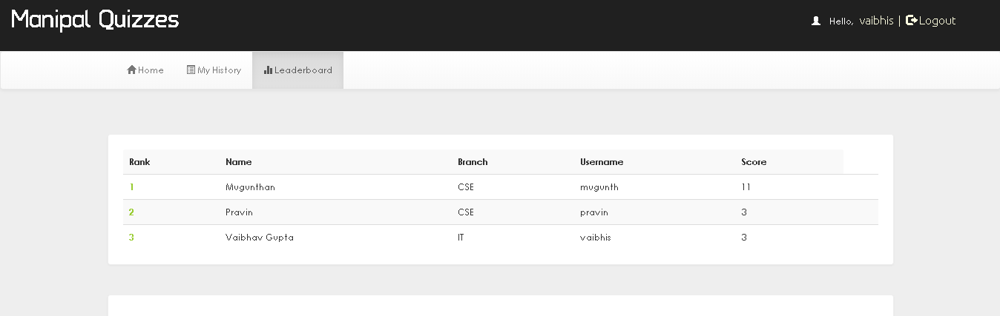 Manipal Quizzes
Hello, vaibhis | Logout
Home My History Leaderboard
Rank Name Branch Username Score
1 Mugunthan CSE mugunth 11
2 Pravin CSE pravin 3
3 Vaibhav Gupta IT vaibhis 3